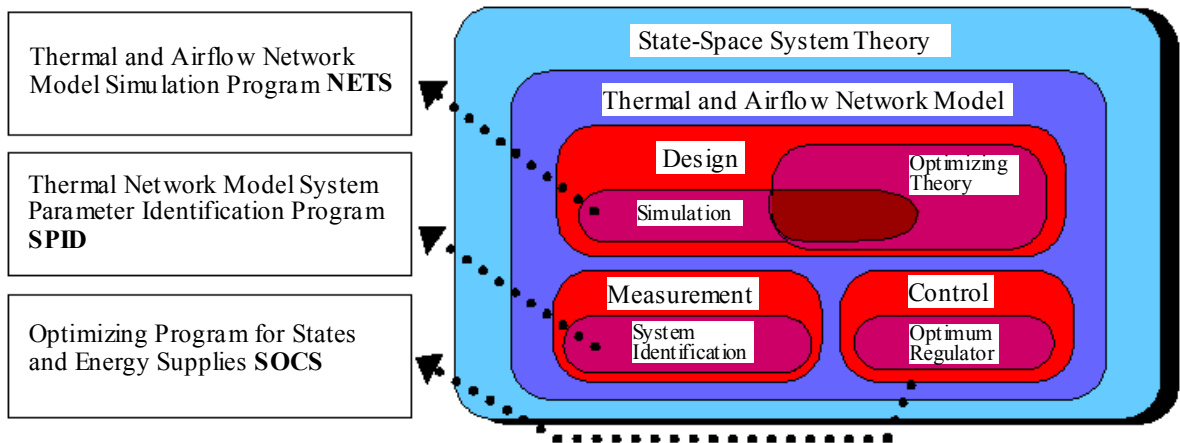 Thermal and Airflow Network
Model Simulation Program NETS
Thermal Network Model System
Parameter Identification Program
SPID
Optimizing Program for States
and Energy Supplies SOCS
State-Space System Theory
Thermal and Airflow Network Model
Design
Optimizing
Theory
Simulation
Measurement
System
Identification
Control
Optimum
Regulator